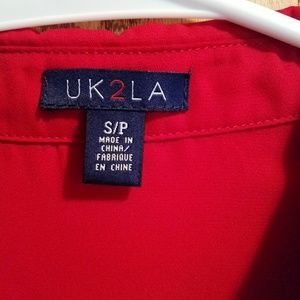 UK2LA
S/P
MADE IN
CHINA/
FABRIQUE
EN CHINE